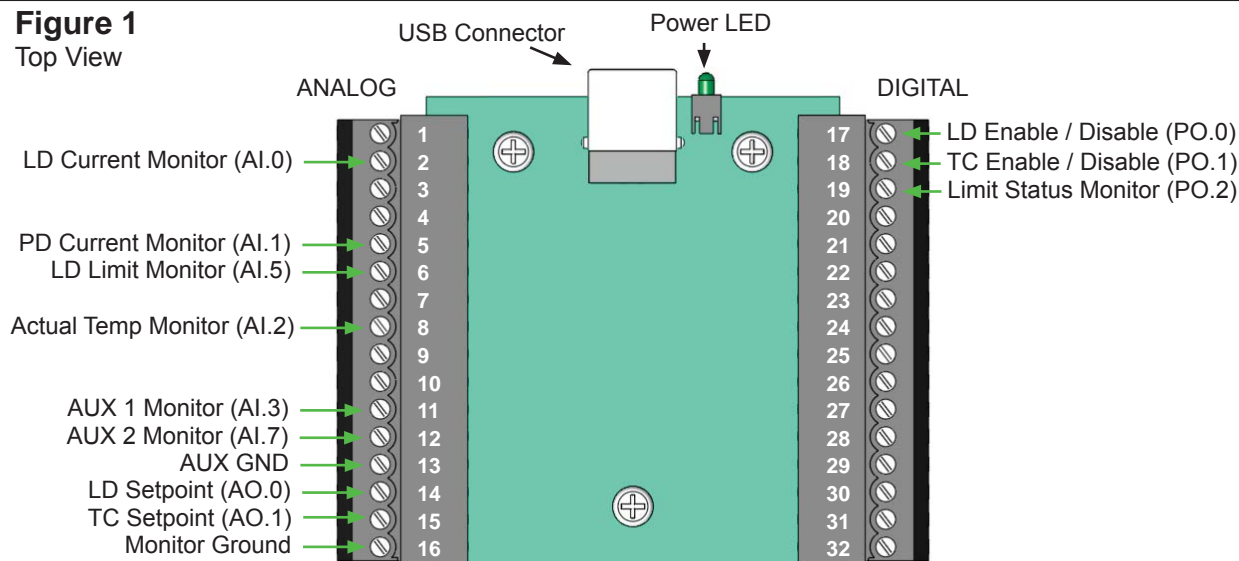 Figure 1
Top View
USB Connector
Power LED
ANALOG
DIGITAL
1
17
LD Enable / Disable (PO.0)
LD Current Monitor (AI.0)
2
18
TC Enable / Disable (PO.1)
3
19
Limit Status Monitor (PO.2)
4
20
PD Current Monitor (AI.1)
5
21
LD Limit Monitor (AI.5)
6
22
7
23
Actual Temp Monitor (AI.2)
8
24
9
25
10
26
AUX 1 Monitor (AI.3)
11
27
AUX 2 Monitor (AI.7)
12
28
AUX GND
13
29
LD Setpoint (AO.0)
14
30
TC Setpoint (AO.1)
15
31
Monitor Ground
16
32